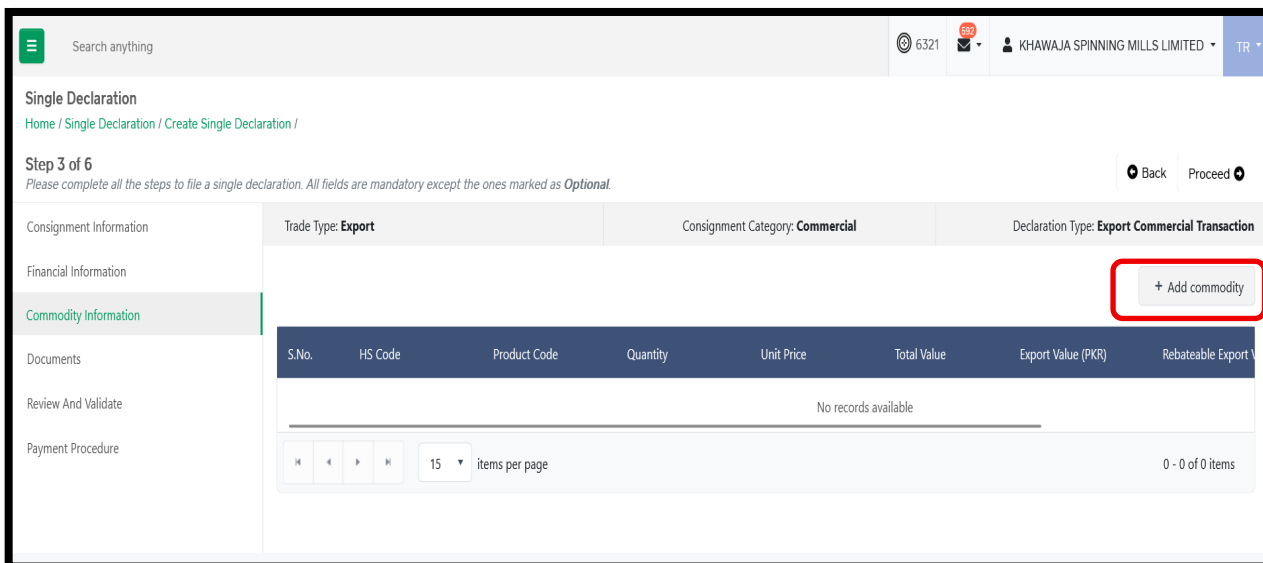 Search anything
6321
592
KHAWAJA SPINNING MILLS LIMITED
TR
Single Declaration
Home / Single Declaration / Create Single Declaration /
Step 3 of 6
Please complete all the steps to file a single declaration. All fields are mandatory except the ones marked as Optional.
Back
Proceed
Consignment Information
Financial Information
Commodity Information
Documents
Review And Validate
Payment Procedure
Trade Type: Export
Consignment Category: Commercial
Declaration Type: Export Commercial Transaction
+ Add commodity
S.No. HS Code Product Code Quantity Unit Price Total Value Export Value (PKR) Rebateable Export
No records available
15 items per page
0 - 0 of 0 items